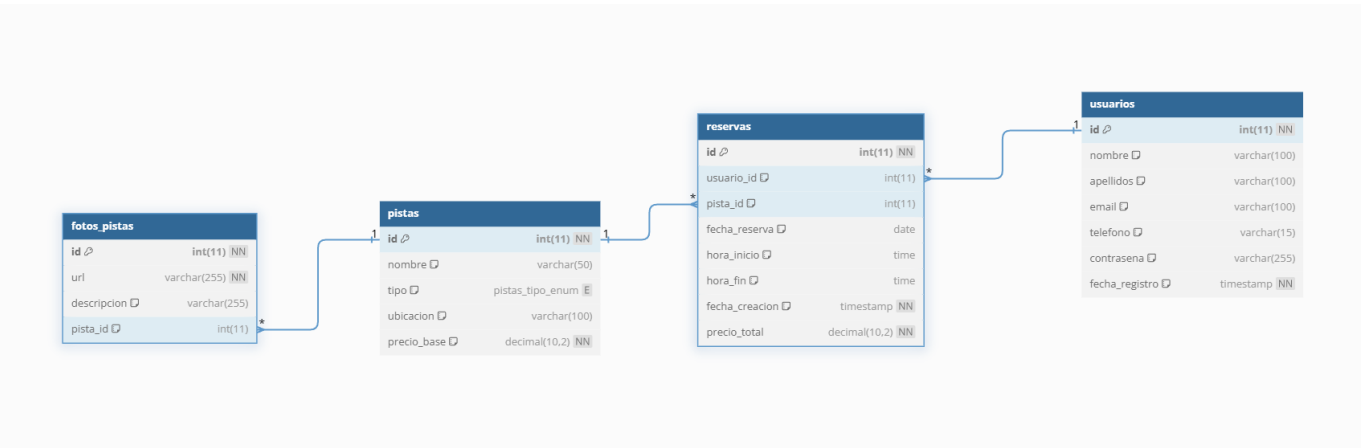 fotos_pistas
id int(11) NN
url varchar(255) NN
descripcion varchar(255)
pista_id int(11)
* 1
pistas
id int(11) NN
nombre varchar(50)
tipo pistas_tipo_enum E
ubicacion varchar(100)
precio_base decimal(10,2) NN
1 *
reservas
id int(11) NN
usuario_id int(11)
pista_id int(11)
fecha_reserva date
hora_inicio time
hora_fin time
fecha_creacion timestamp NN
precio_total decimal(10,2) NN
* 1
usuarios
id int(11) NN
nombre varchar(100)
apellidos varchar(100)
email varchar(100)
telefono varchar(15)
contrasena varchar(255)
fecha_registro timestamp NN